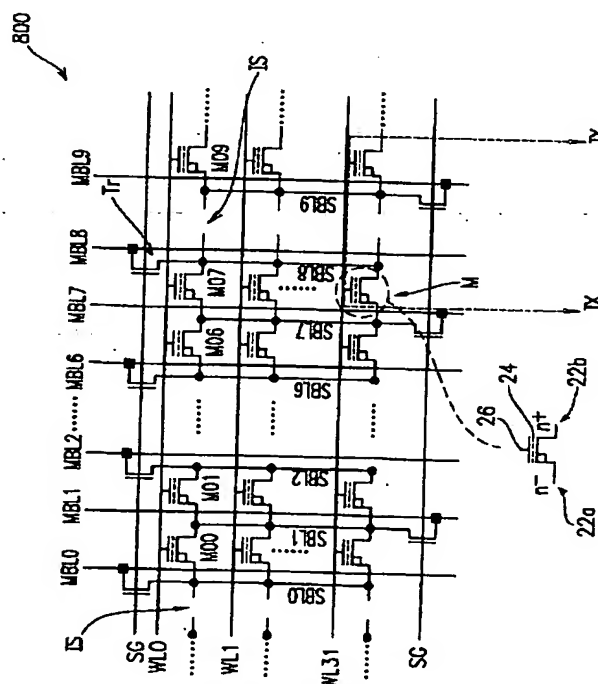 800
MBL0 MBL1 MBL2 ...... MBL6 MBL7 MBL8 MBL9
Tr
SG
WL0
IS
IS
M00 M01 M06 M07 M09
WL1
SBL0 SBL1 SBL2 SBL6 SBL7 SBL8 SBL9
WL31
M
SG
TX
26 24
n- n+
22a 22b